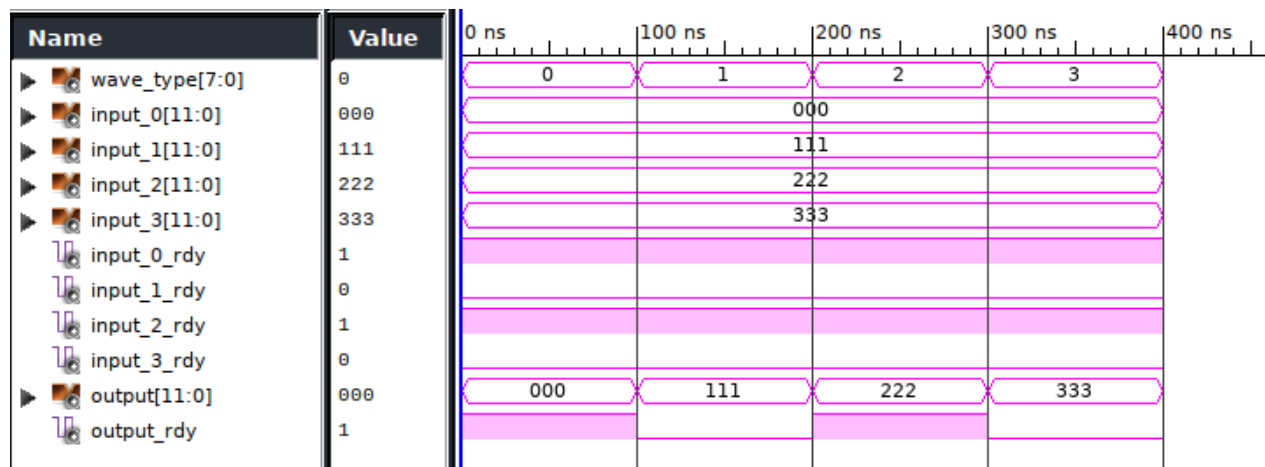 Name Value 0 ns 100 ns 200 ns 300 ns 400 ns
wave_type[7:0] 0 0 1 2 3
input_0[11:0] 000 000
input_1[11:0] 111 111
input_2[11:0] 222 222
input_3[11:0] 333 333
input_0_rdy 1
input_1_rdy 0
input_2_rdy 1
input_3_rdy 0
output[11:0] 000 000 111 222 333
output_rdy 1